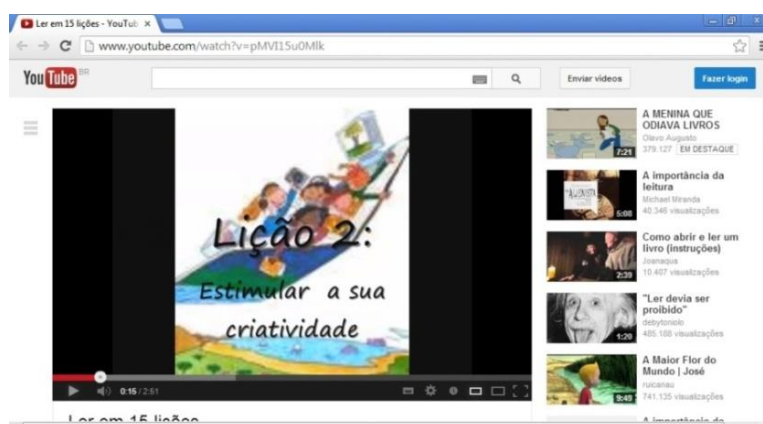 Ler em 15 lições - YouTub
www.youtube.com/watch?v=pMVI15u0Mlk
YouTube BR
Enviar vídeos
Fazer login
Lição 2:
Estimular a sua
criatividade
0:15 / 2:51
Ler em 15 lições
7:21
A MENINA QUE
ODIAVA LIVROS
Olavo Augusto
379.127 EM DESTAQUE
5:08
A importância da
leitura
Michael Miranda
40.346 visualizações
2:39
Como abrir e ler um
livro (instruções)
Joanaqua
10.407 visualizações
1:20
"Ler devia ser
proibido"
debytoniolo
485.188 visualizações
9:49
A Maior Flor do
Mundo | José
ruicanau
741.135 visualizações
A importância da